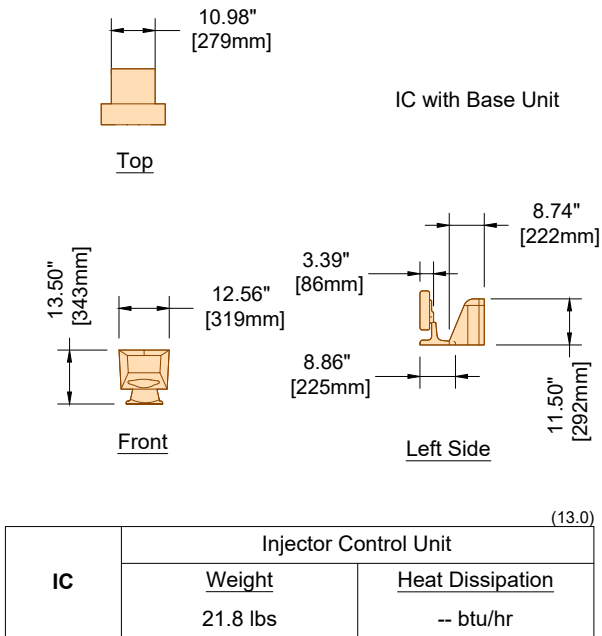 10.98"
[279mm]
IC with Base Unit
Top
8.74"
[222mm]
3.39"
[86mm]
13.50"
[343mm]
12.56"
[319mm]
8.86"
[225mm]
11.50"
[292mm]
Front
Left Side
(13.0)
IC
Injector Control Unit
Weight
Heat Dissipation
21.8 lbs
-- btu/hr